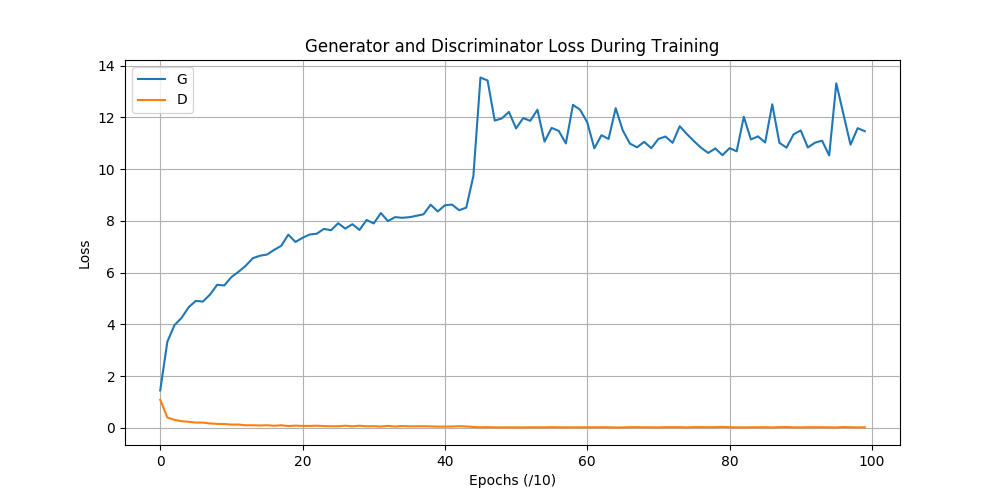 Generator and Discriminator Loss During Training
G
D
14
12
10
8
6
4
2
0
Loss
0 20 40 60 80 100
Epochs (/10)